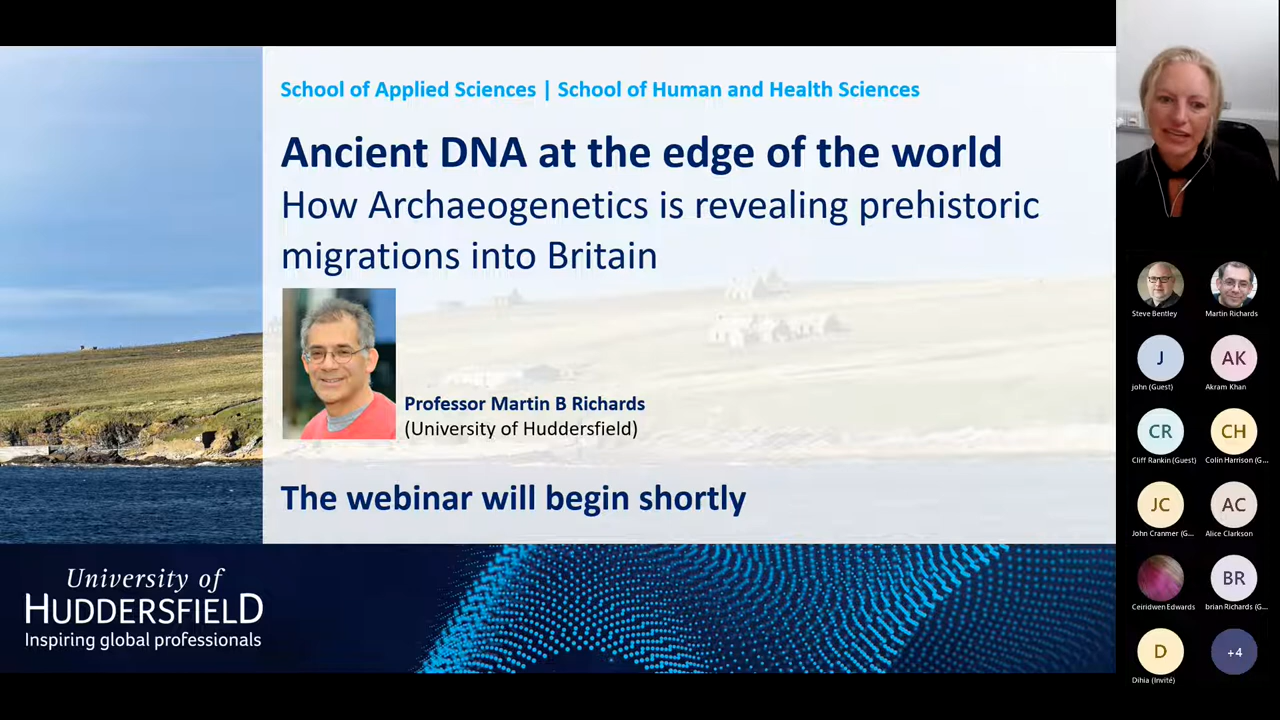 School of Applied Sciences | School of Human and Health Sciences
Ancient DNA at the edge of the world
How Archaeogenetics is revealing prehistoric
migrations into Britain
Professor Martin B Richards
(University of Huddersfield)
The webinar will begin shortly
University of
HUDDERSFIELD
Inspiring global professionals
Steve Bentley
Martin Richards
J
john (Guest)
AK
Akram Khan
CR
Cliff Rankin (Guest)
CH
Colin Harrison (G...
JC
John Cranmer (G...
AC
Alice Clarkson
Ceiridwen Edwards
BR
brian Richards (G...
D
Dihia (Invité)
+4